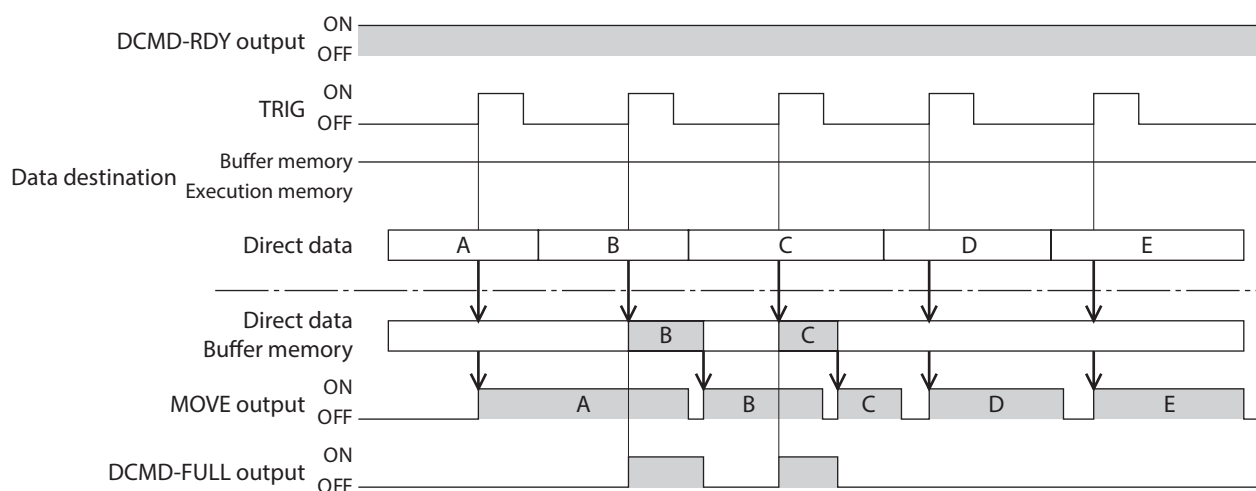 DCMD-RDY output
ON
OFF
TRIG
ON
OFF
Data destination
Buffer memory
Execution memory
Direct data
A
B
C
D
E
Direct data
Buffer memory
B
C
MOVE output
ON
OFF
A
B
C
D
E
DCMD-FULL output
ON
OFF